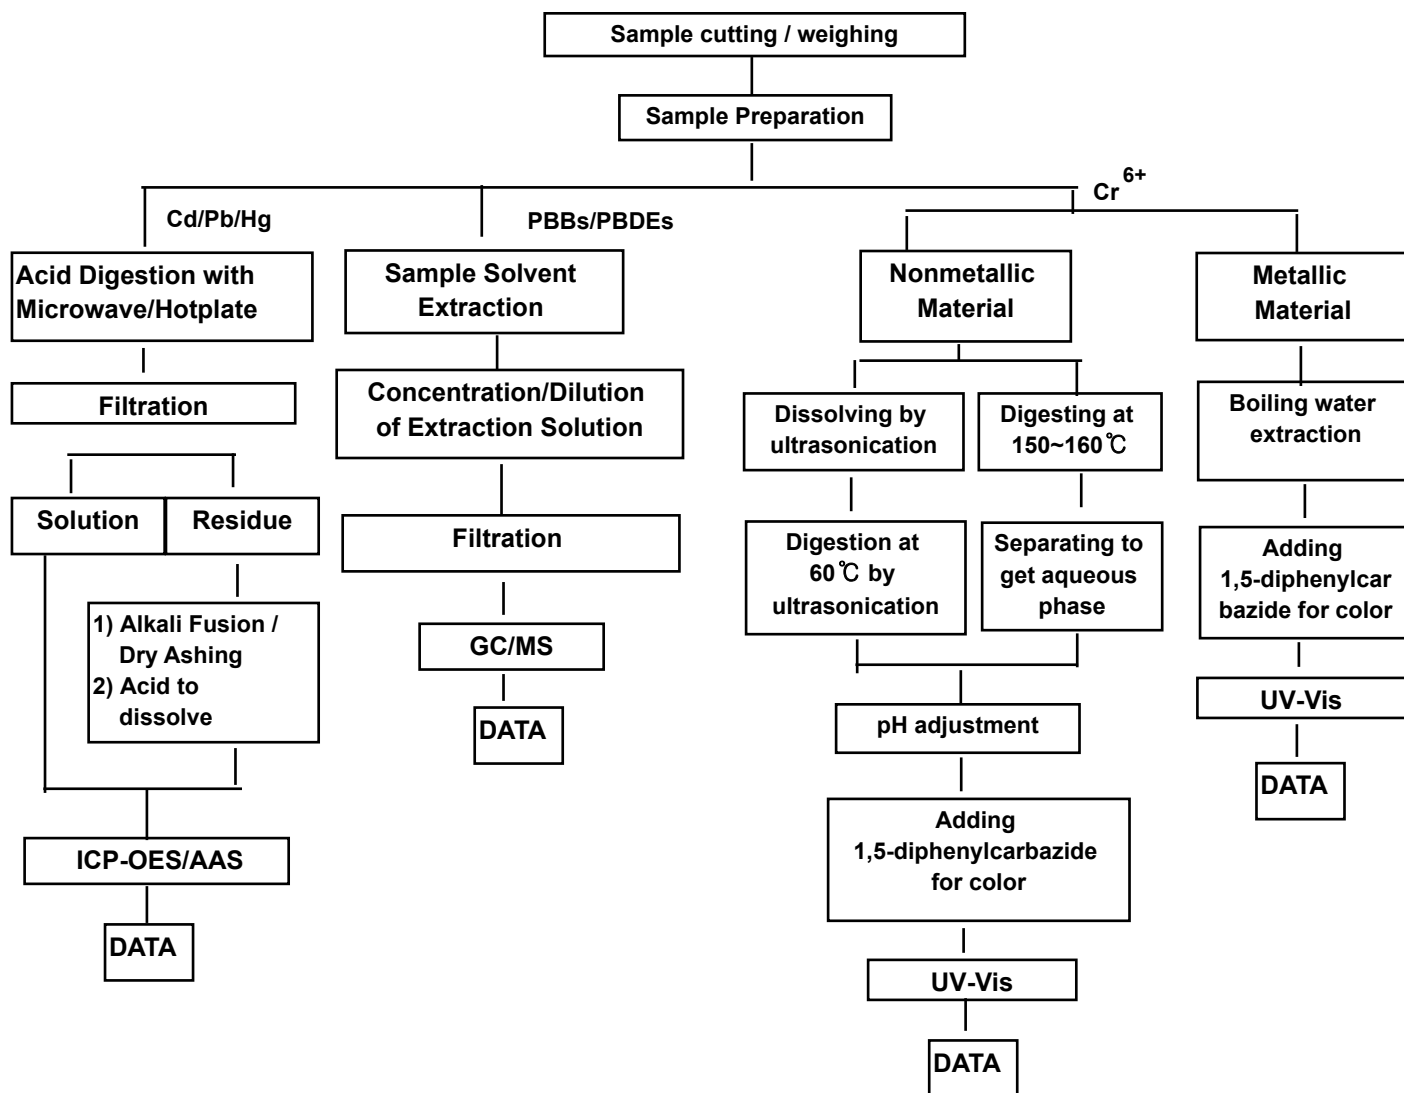 Sample cutting / weighing
Sample Preparation
Cd/Pb/Hg
PBBs/PBDEs
Cr 6+
Acid Digestion with
Microwave/Hotplate
Filtration
Solution
Residue
1) Alkali Fusion /
Dry Ashing
2) Acid to
dissolve
ICP-OES/AAS
DATA
Sample Solvent
Extraction
Concentration/Dilution
of Extraction Solution
Filtration
GC/MS
DATA
Nonmetallic
Material
Dissolving by
ultrasonication
Digestion at
60℃ by
ultrasonication
Digesting at
150~160℃
Separating to
get aqueous
phase
pH adjustment
Adding
1,5-diphenylcarbazide
for color
UV-Vis
DATA
Metallic
Material
Boiling water
extraction
Adding
1,5-diphenylcar
bazide for color
UV-Vis
DATA